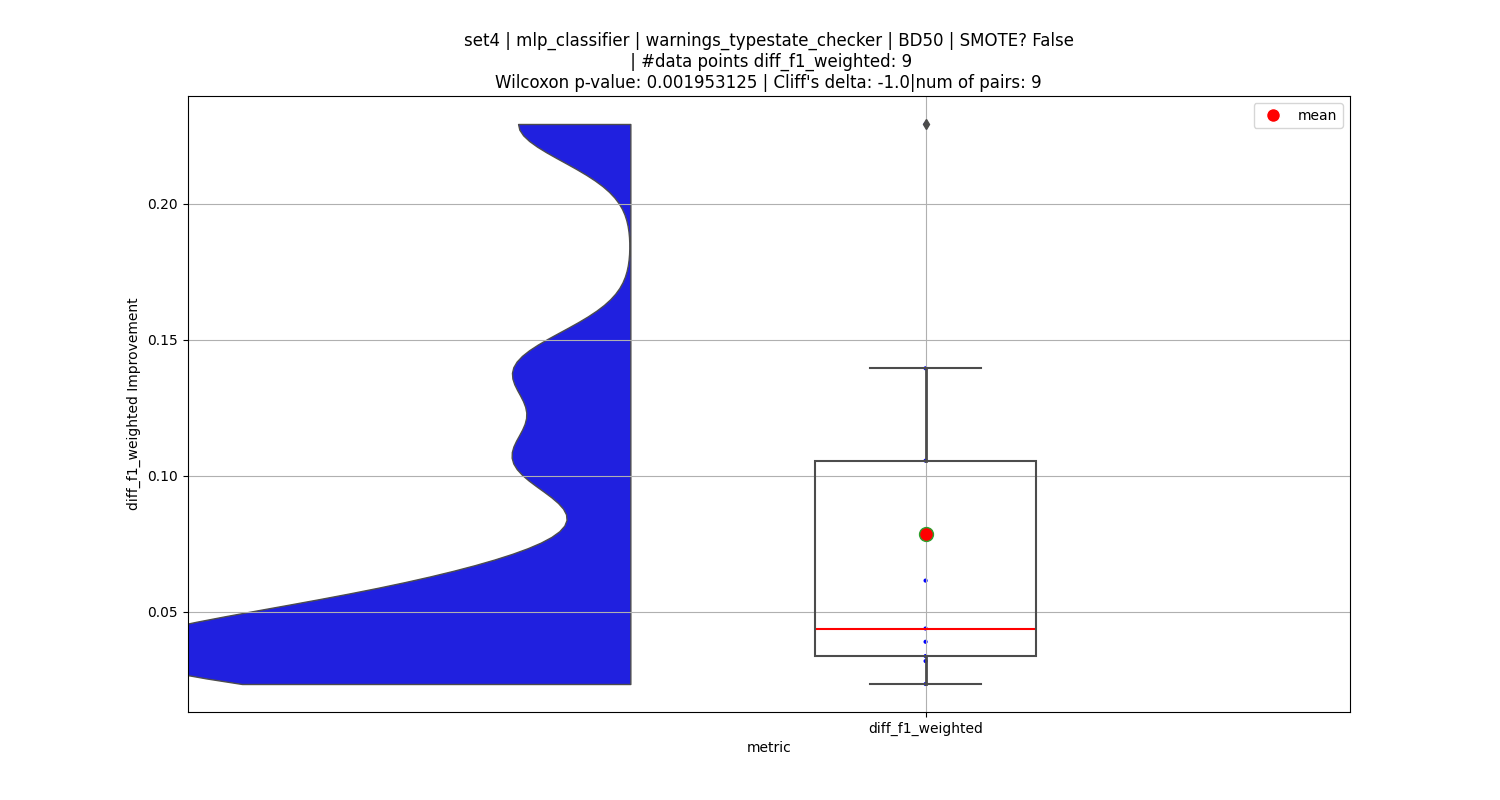 set4 | mlp_classifier | warnings_typestate_checker | BD50 | SMOTE? False
| #data points diff_f1_weighted: 9
Wilcoxon p-value: 0.001953125 | Cliff's delta: -1.0|num of pairs: 9
mean
0.20
0.15
0.10
0.05
diff_f1_weighted Improvement
diff_f1_weighted
metric